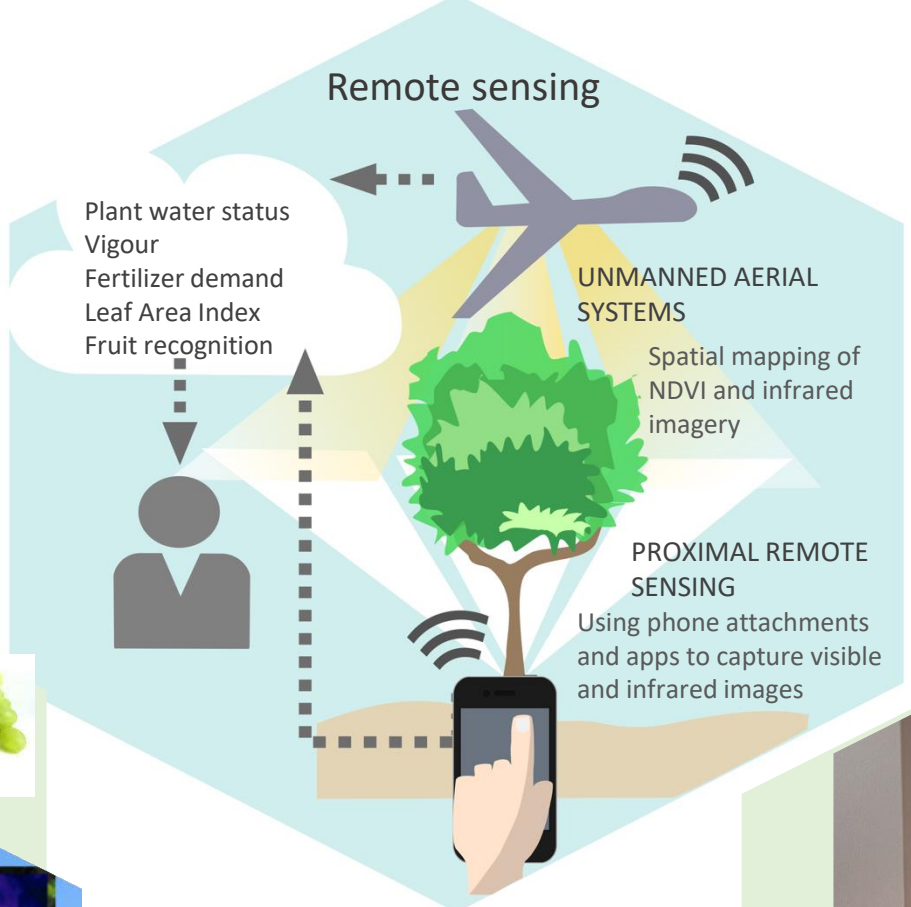 Remote sensing
Plant water status
Vigour
Fertilizer demand
Leaf Area Index
Fruit recognition
UNMANNED AERIAL
SYSTEMS
Spatial mapping of
NDVI and infrared
imagery
PROXIMAL REMOTE
SENSING
Using phone attachments
and apps to capture visible
and infrared images